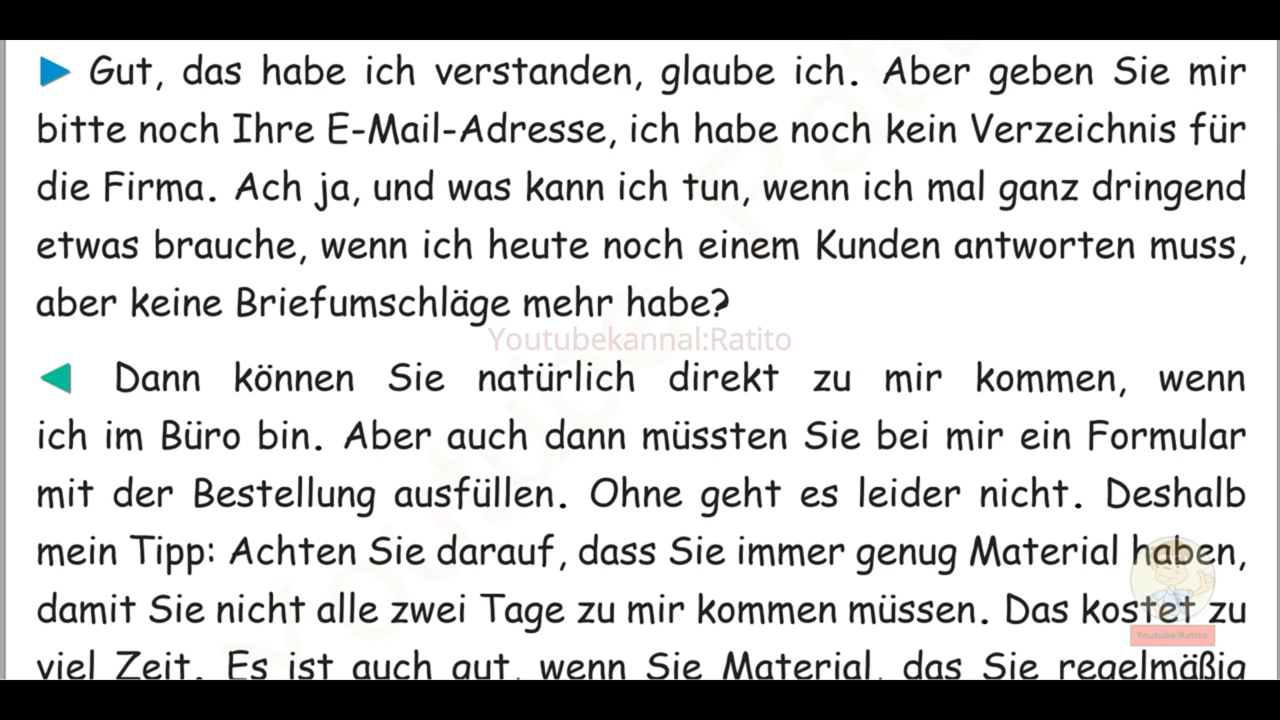 Gut, das habe ich verstanden, glaube ich. Aber geben Sie mir
bitte noch Ihre E-Mail-Adresse, ich habe noch kein Verzeichnis für
die Firma. Ach ja, und was kann ich tun, wenn ich mal ganz dringend
etwas brauche, wenn ich heute noch einem Kunden antworten muss,
aber keine Briefumschläge mehr habe?
Youtubekannal:Ratito
Dann können Sie natürlich direkt zu mir kommen, wenn
ich im Büro bin. Aber auch dann müssten Sie bei mir ein Formular
mit der Bestellung ausfüllen. Ohne geht es leider nicht. Deshalb
mein Tipp: Achten Sie darauf, dass Sie immer genug Material haben,
damit Sie nicht alle zwei Tage zu mir kommen müssen. Das kostet zu
Youtube:Ratito
viel Zeit. Es ist auch gut, wenn Sie Material, das Sie regelmäßig